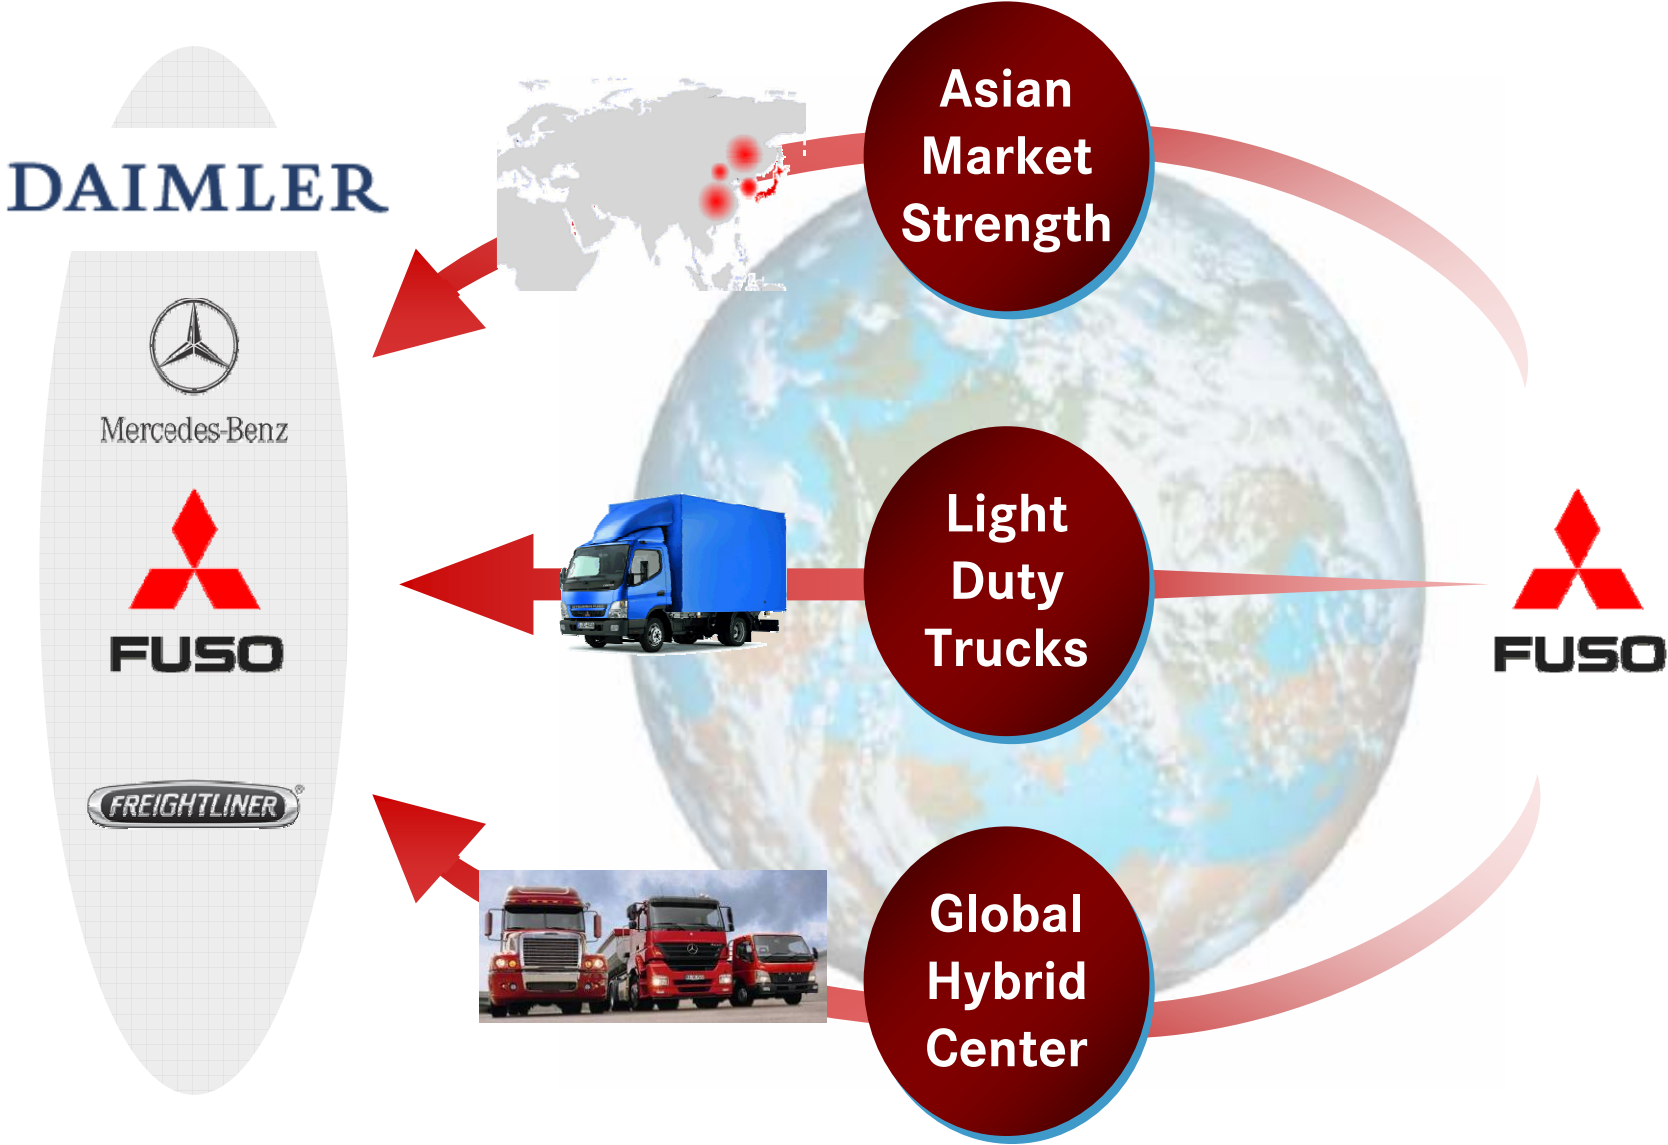 DAIMLER
Mercedes-Benz
FUSO
FREIGHTLINER®
Asian
Market
Strength
Light
Duty
Trucks
Global
Hybrid
Center
FUSO